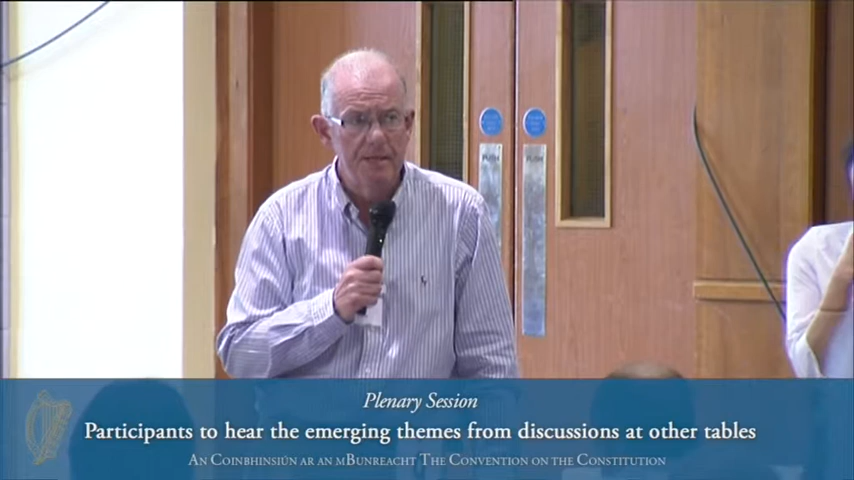 PUSH
PUSH
Plenary Session
Participants to hear the emerging themes from discussions at other tables
An Coinbhinsiún ar an mBunreacht The Convention on the Constitution